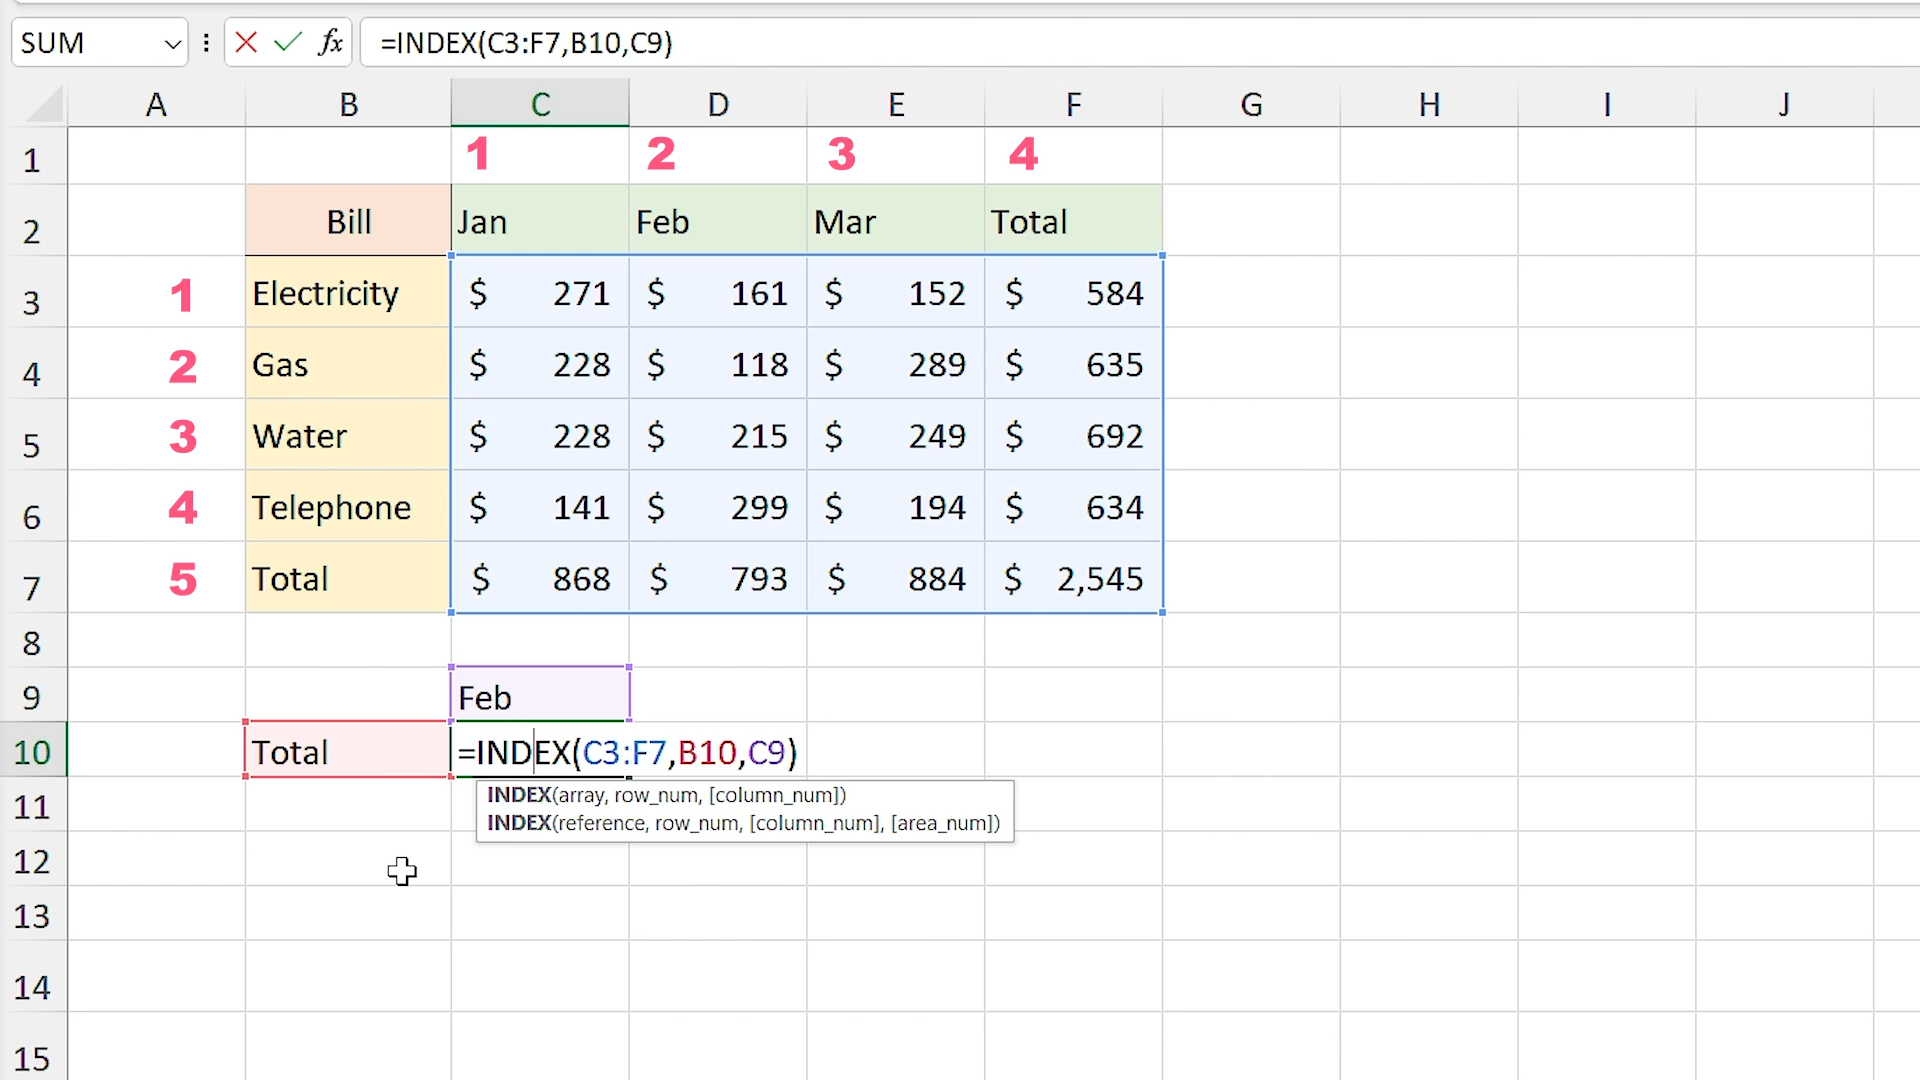 SUM fx =INDEX(C3:F7,B10,C9)
A B C D E F G H I J
1 1 2 3 4
2 Bill Jan Feb Mar Total
3 1 Electricity $ 271 $ 161 $ 152 $ 584
4 2 Gas $ 228 $ 118 $ 289 $ 635
5 3 Water $ 228 $ 215 $ 249 $ 692
6 4 Telephone $ 141 $ 299 $ 194 $ 634
7 5 Total $ 868 $ 793 $ 884 $ 2,545
8
9 Feb
10 Total =INDEX(C3:F7,B10,C9)
INDEX(array, row_num, [column_num])
11
INDEX(reference, row_num, [column_num], [area_num])
12
13
14
15